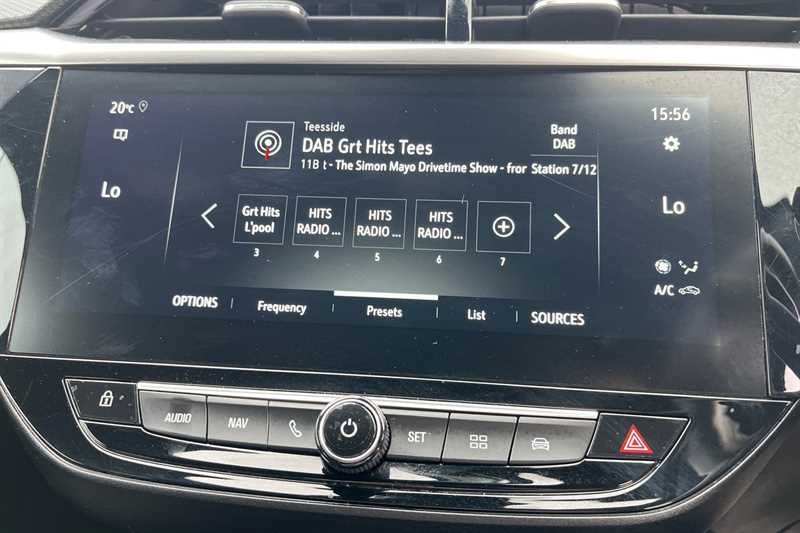 20°C
15:56
Teesside
DAB Grt Hits Tees
Band
DAB
11B t - The Simon Mayo Drivetime Show - fror
Station 7/12
Lo
Lo
Grt Hits
L'pool
HITS
RADIO ...
HITS
RADIO ...
HITS
RADIO ...
3
4
5
6
7
A/C
OPTIONS
Frequency
Presets
List
SOURCES
AUDIO
NAV
SET